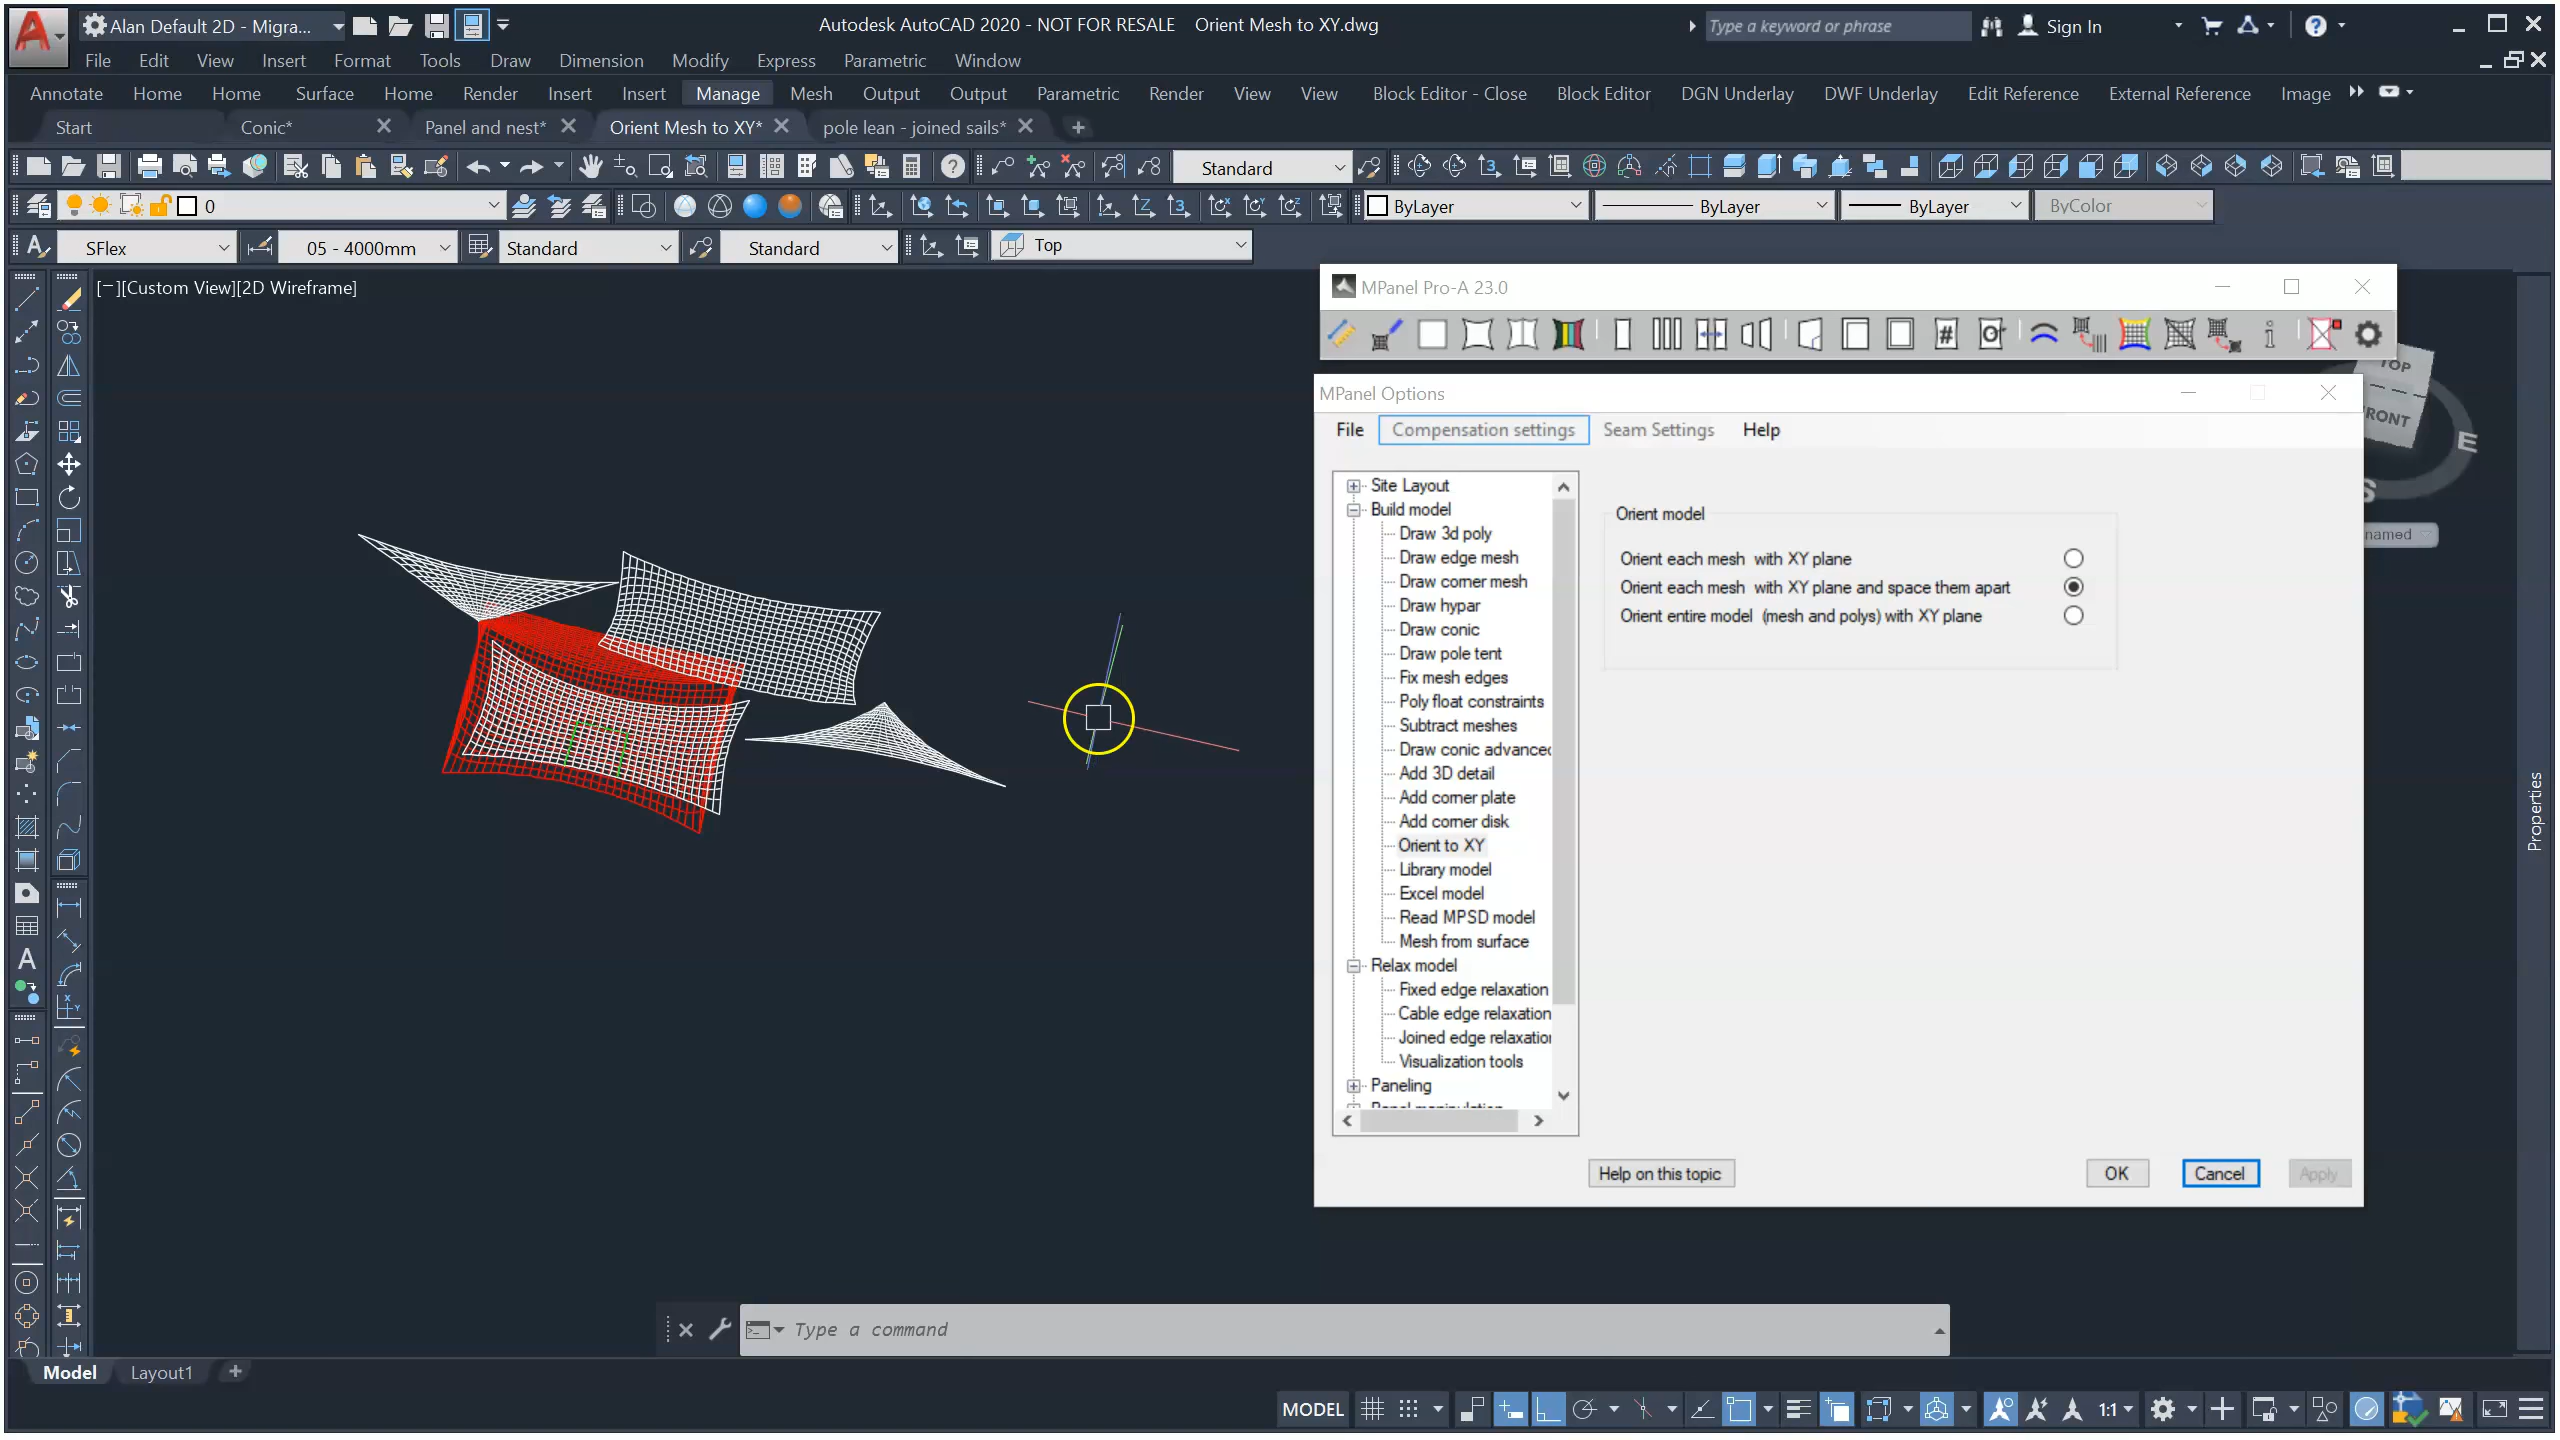 Alan Default 2D - Migra...
Autodesk AutoCAD 2020 - NOT FOR RESALE Orient Mesh to XY.dwg
Type a keyword or phrase
Sign In
File Edit View Insert Format Tools Draw Dimension Modify Express Parametric Window
Annotate Home Home Surface Home Render Insert Insert Manage Mesh Output Output Parametric Render View View Block Editor - Close Block Editor DGN Underlay DWF Underlay Edit Reference External Reference Image
Start Conic* Panel and nest* Orient Mesh to XY* pole lean - joined sails*
Standard
0 ByLayer ByLayer ByLayer ByColor
SFlex 05 - 4000mm Standard Standard Top
[−][Custom View][2D Wireframe]
MPanel Pro-A 23.0
TOP
FRONT
E
S
named
MPanel Options
File Compensation settings Seam Settings Help
Site Layout
Build model
Draw 3d poly
Draw edge mesh
Draw corner mesh
Draw hypar
Draw conic
Draw pole tent
Fix mesh edges
Poly float constraints
Subtract meshes
Draw conic advanced
Add 3D detail
Add corner plate
Add corner disk
Orient to XY
Library model
Excel model
Read MPSD model
Mesh from surface
Relax model
Fixed edge relaxation
Cable edge relaxation
Joined edge relaxation
Visualization tools
Paneling
Panel manipulation
Orient model
Orient each mesh with XY plane
Orient each mesh with XY plane and space them apart
Orient entire model (mesh and polys) with XY plane
Help on this topic
OK Cancel Apply
Properties
Type a command
Model Layout1
MODEL 1:1